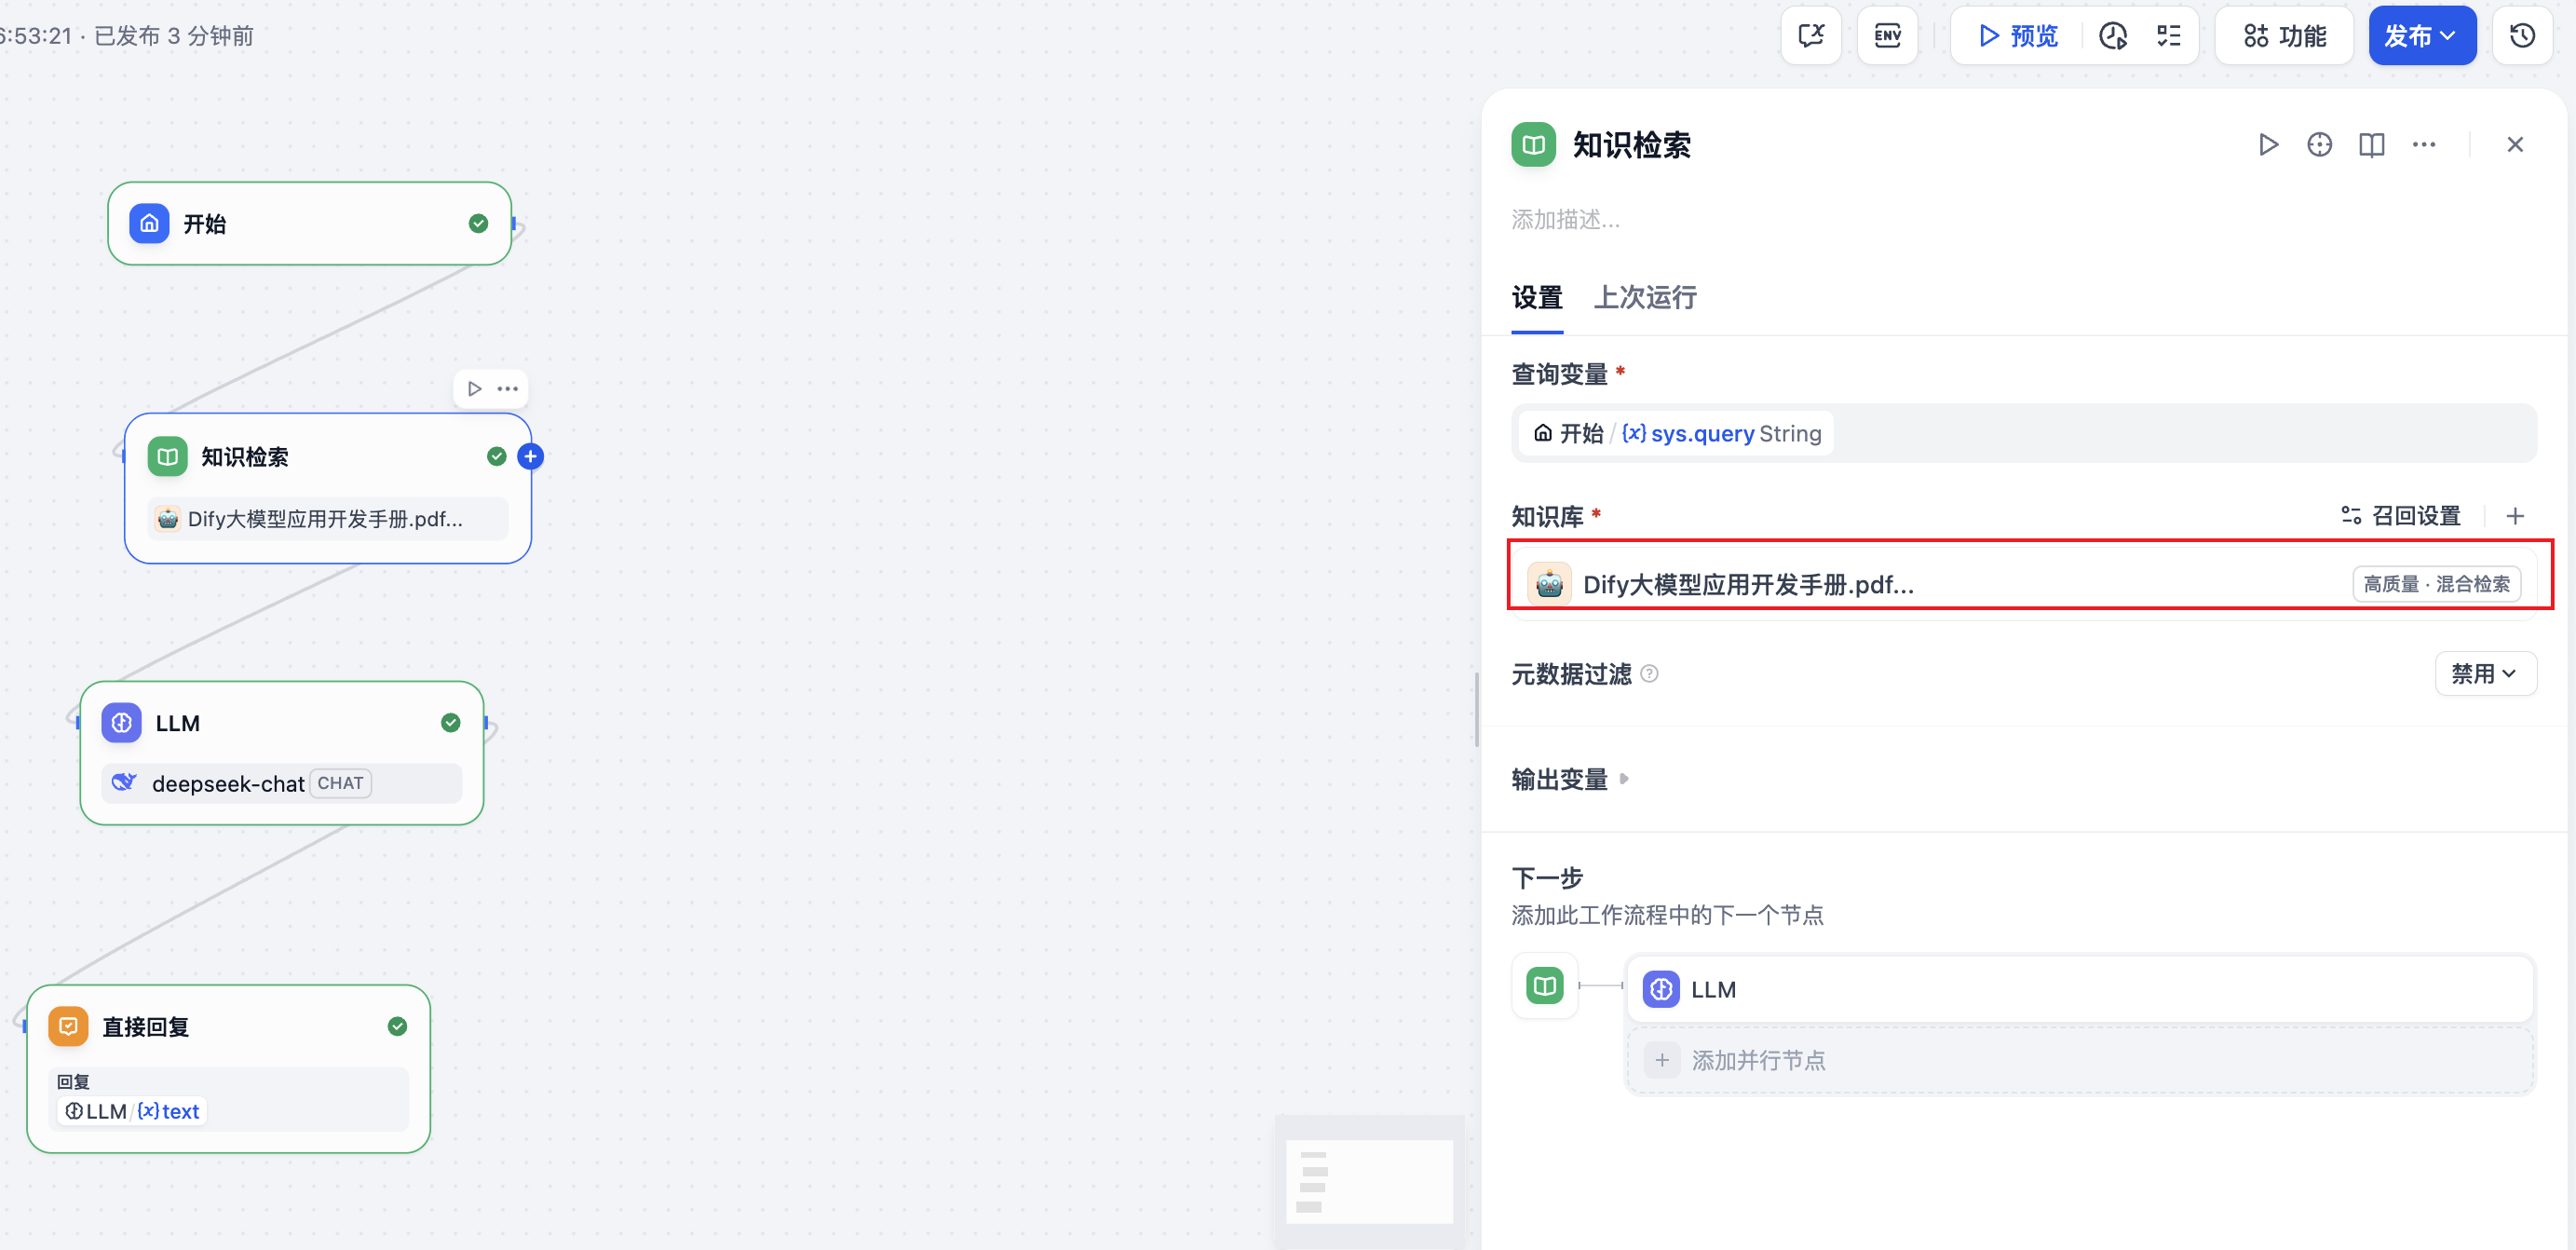 6:53:21 · 已发布 3 分钟前
ENV
预览
功能
发布
开始
知识检索
Dify大模型应用开发手册.pdf...
LLM
deepseek-chat CHAT
直接回复
回复
LLM / {x} text
知识检索
添加描述...
设置 上次运行
查询变量 *
开始 / {x} sys.query String
知识库 * 召回设置
Dify大模型应用开发手册.pdf... 高质量 · 混合检索
元数据过滤 禁用
输出变量
下一步
添加此工作流程中的下一个节点
LLM
添加并行节点